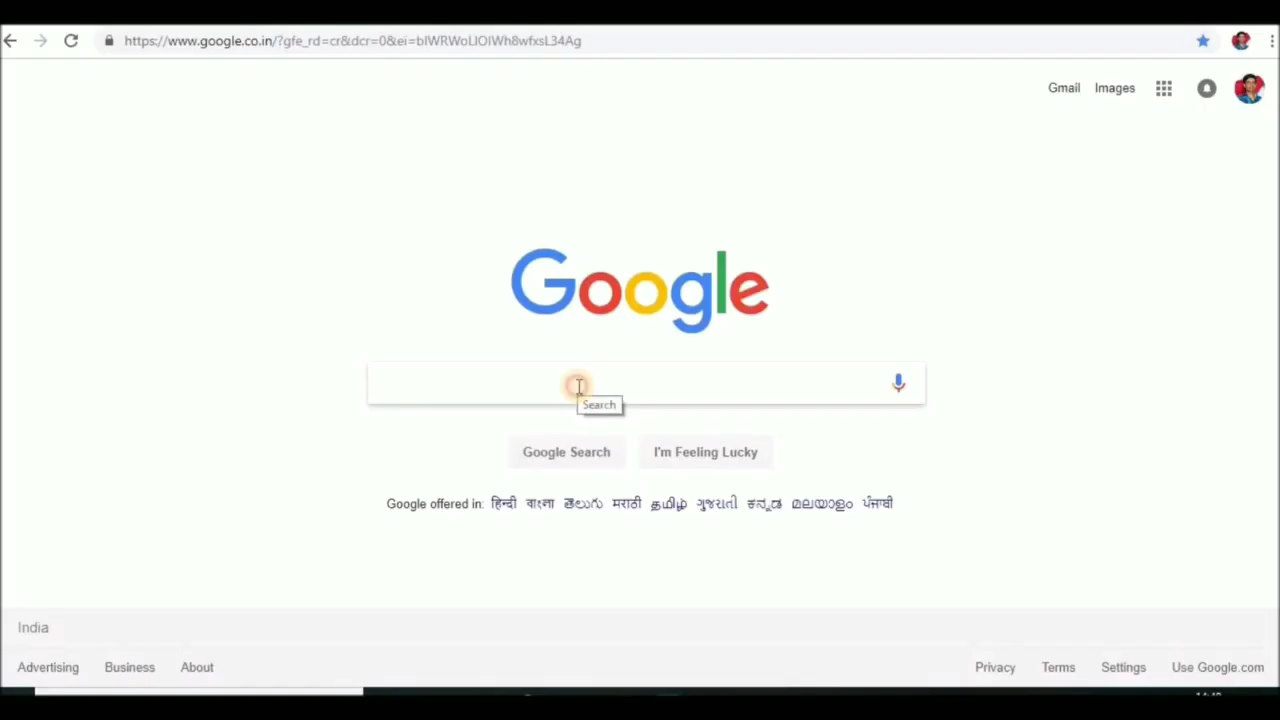 https://www.google.co.in/?gfe_rd=cr&dcr=0&ei=bIWRWoLIOIWh8wfxsL34Ag
Gmail Images
Google
Search
Google Search I'm Feeling Lucky
Google offered in: हिन्दी বাংলা తెలుగు मराठी தமிழ் ગુજરાતી ಕನ್ನಡ മലയാളം ਪੰਜਾਬੀ
India
Advertising Business About Privacy Terms Settings Use Google.com